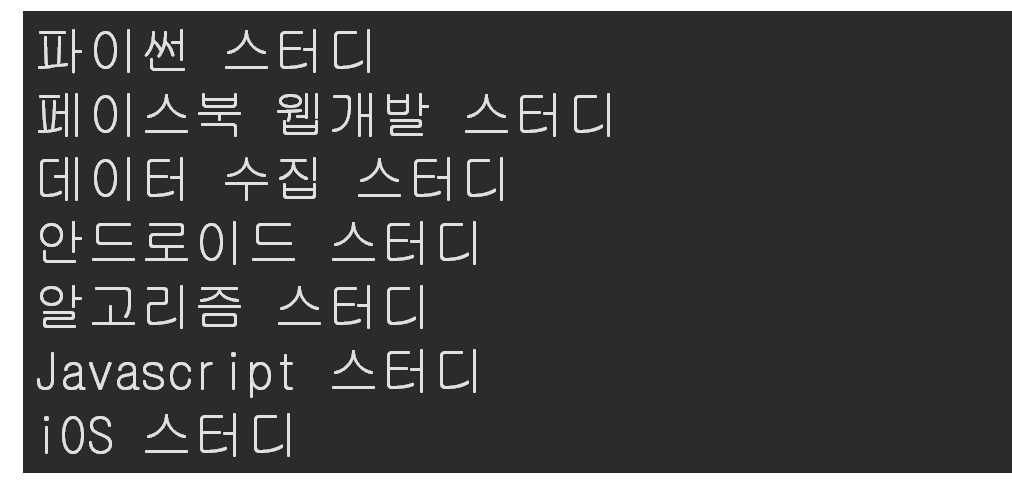 파이썬 스터디
페이스북 웹개발 스터디
데이터 수집 스터디
안드로이드 스터디
알고리즘 스터디
Javascript 스터디
iOS 스터디